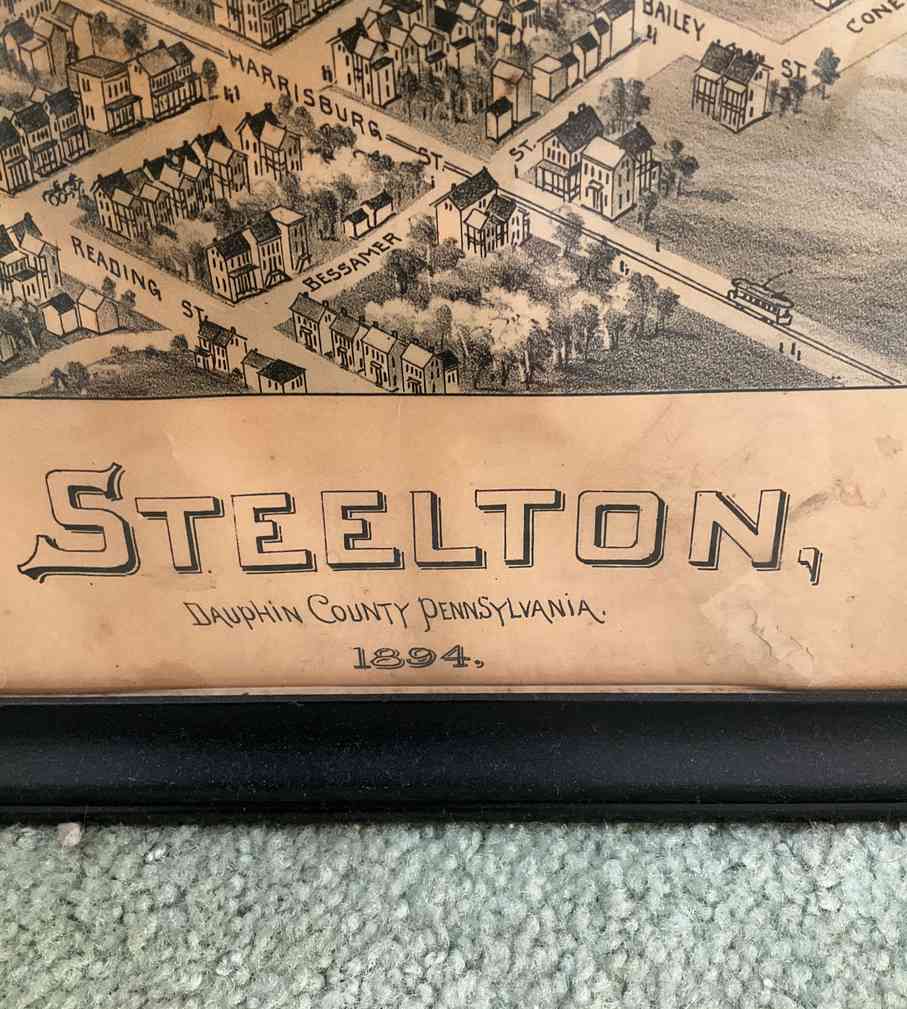 BAILEY ST.
CONE
HARRISBURG ST.
BESSAMER ST.
READING ST.
STEELTON,
DAUPHIN COUNTY PENNSYLVANIA.
1894.